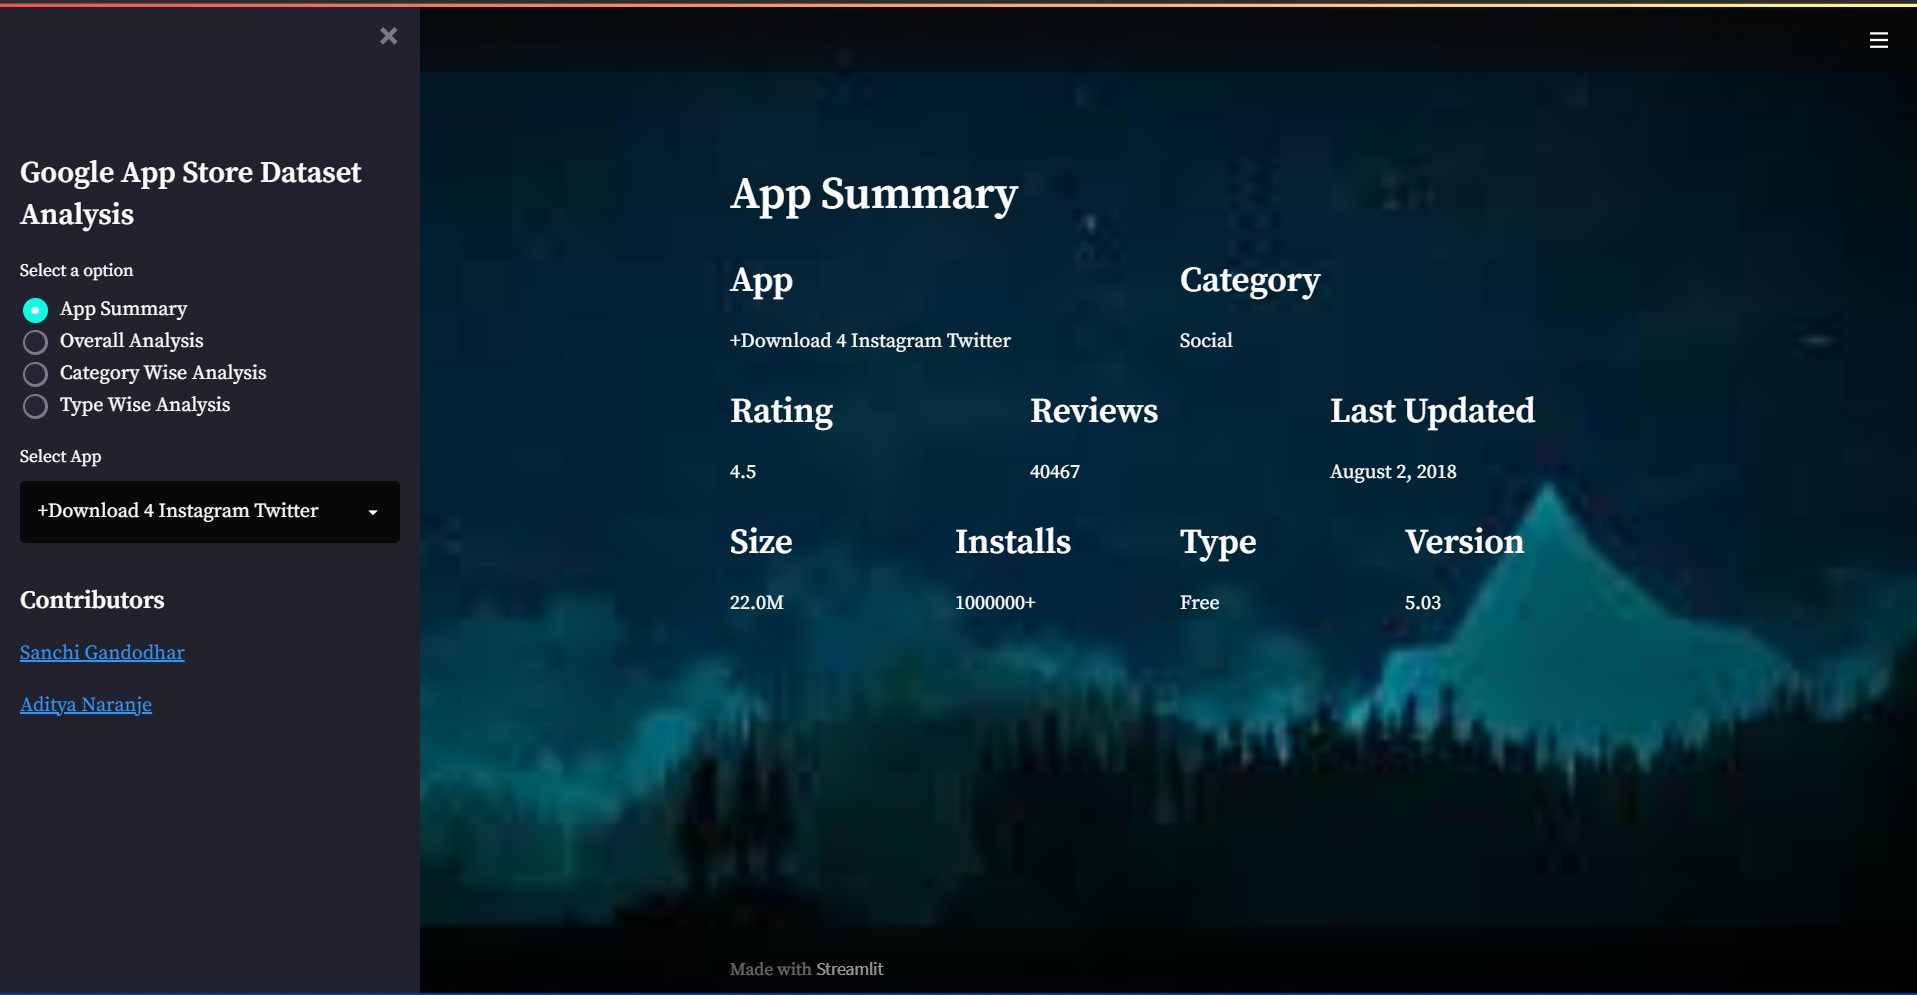 Google App Store Dataset
Analysis
Select a option
App Summary
Overall Analysis
Category Wise Analysis
Type Wise Analysis
Select App
+Download 4 Instagram Twitter
Contributors
Sanchi Gandodhar
Aditya Naranje
App Summary
App Category
+Download 4 Instagram Twitter Social
Rating Reviews Last Updated
4.5 40467 August 2, 2018
Size Installs Type Version
22.0M 1000000+ Free 5.03
Made with Streamlit